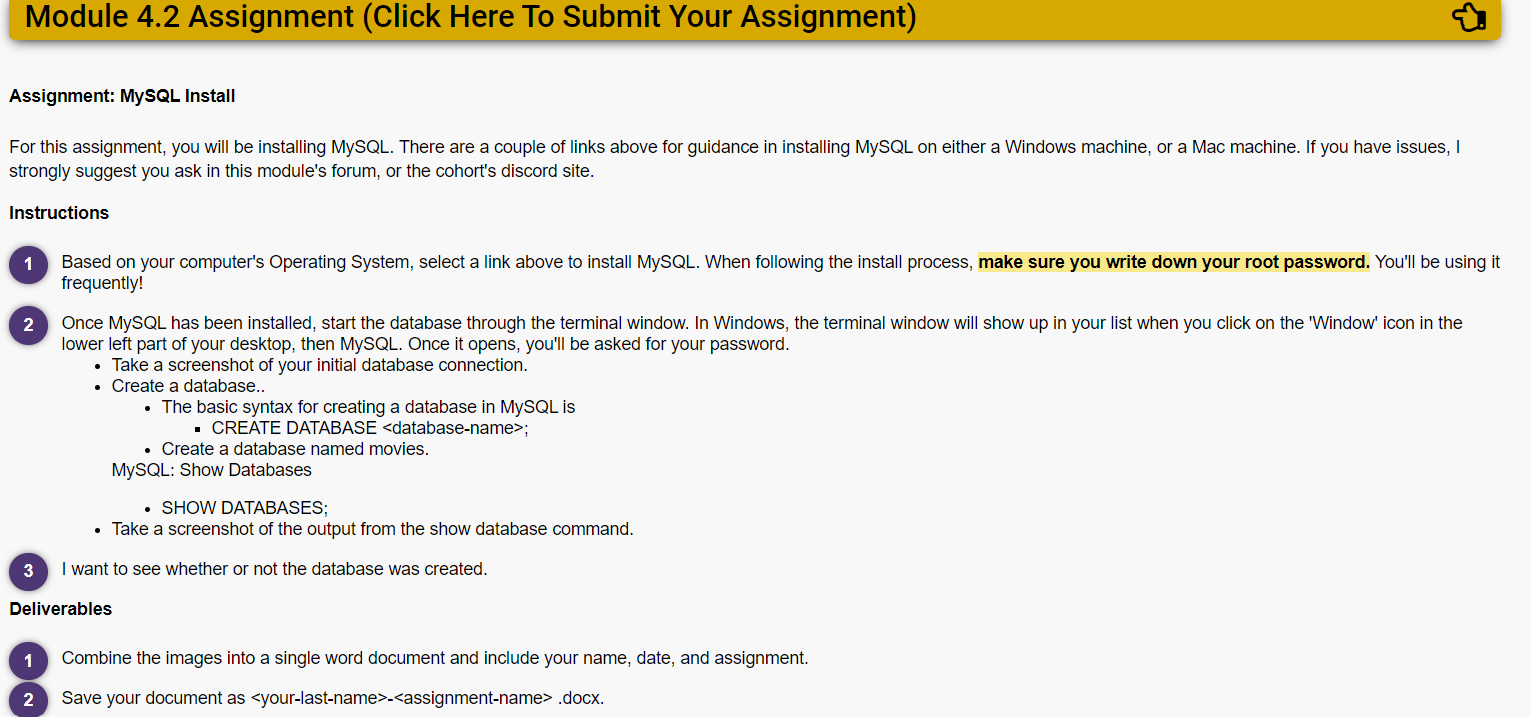 Module 4.2 Assignment (Click Here To Submit Your Assignment)
Assignment: MySQL Install
For this assignment, you will be installing MySQL. There are a couple of links above for guidance in installing MySQL on either a Windows machine, or a Mac machine. If you have issues, I
strongly suggest you ask in this module's forum, or the cohort's discord site.
Instructions
1 Based on your computer's Operating System, select a link above to install MySQL. When following the install process, make sure you write down your root password. You'll be using it
frequently!
2 Once MySQL has been installed, start the database through the terminal window. In Windows, the terminal window will show up in your list when you click on the 'Window' icon in the
lower left part of your desktop, then MySQL. Once it opens, you'll be asked for your password.
• Take a screenshot of your initial database connection.
• Create a database..
• The basic syntax for creating a database in MySQL is
▪ CREATE DATABASE <database-name>;
• Create a database named movies.
MySQL: Show Databases
• SHOW DATABASES;
• Take a screenshot of the output from the show database command.
3 I want to see whether or not the database was created.
Deliverables
1 Combine the images into a single word document and include your name, date, and assignment.
2 Save your document as <your-last-name>-<assignment-name> .docx.